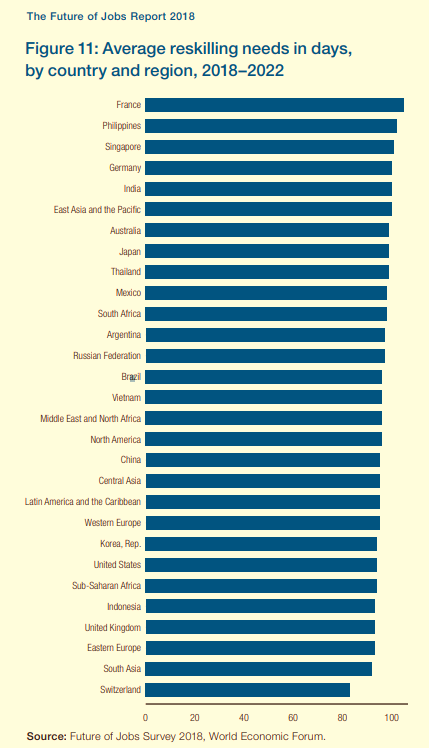 The Future of Jobs Report 2018
Figure 11: Average reskilling needs in days,
by country and region, 2018–2022
France
Philippines
Singapore
Germany
India
East Asia and the Pacific
Australia
Japan
Thailand
Mexico
South Africa
Argentina
Russian Federation
Brazil
Vietnam
Middle East and North Africa
North America
China
Central Asia
Latin America and the Caribbean
Western Europe
Korea, Rep.
United States
Sub-Saharan Africa
Indonesia
United Kingdom
Eastern Europe
South Asia
Switzerland
0 20 40 60 80 100
Source: Future of Jobs Survey 2018, World Economic Forum.